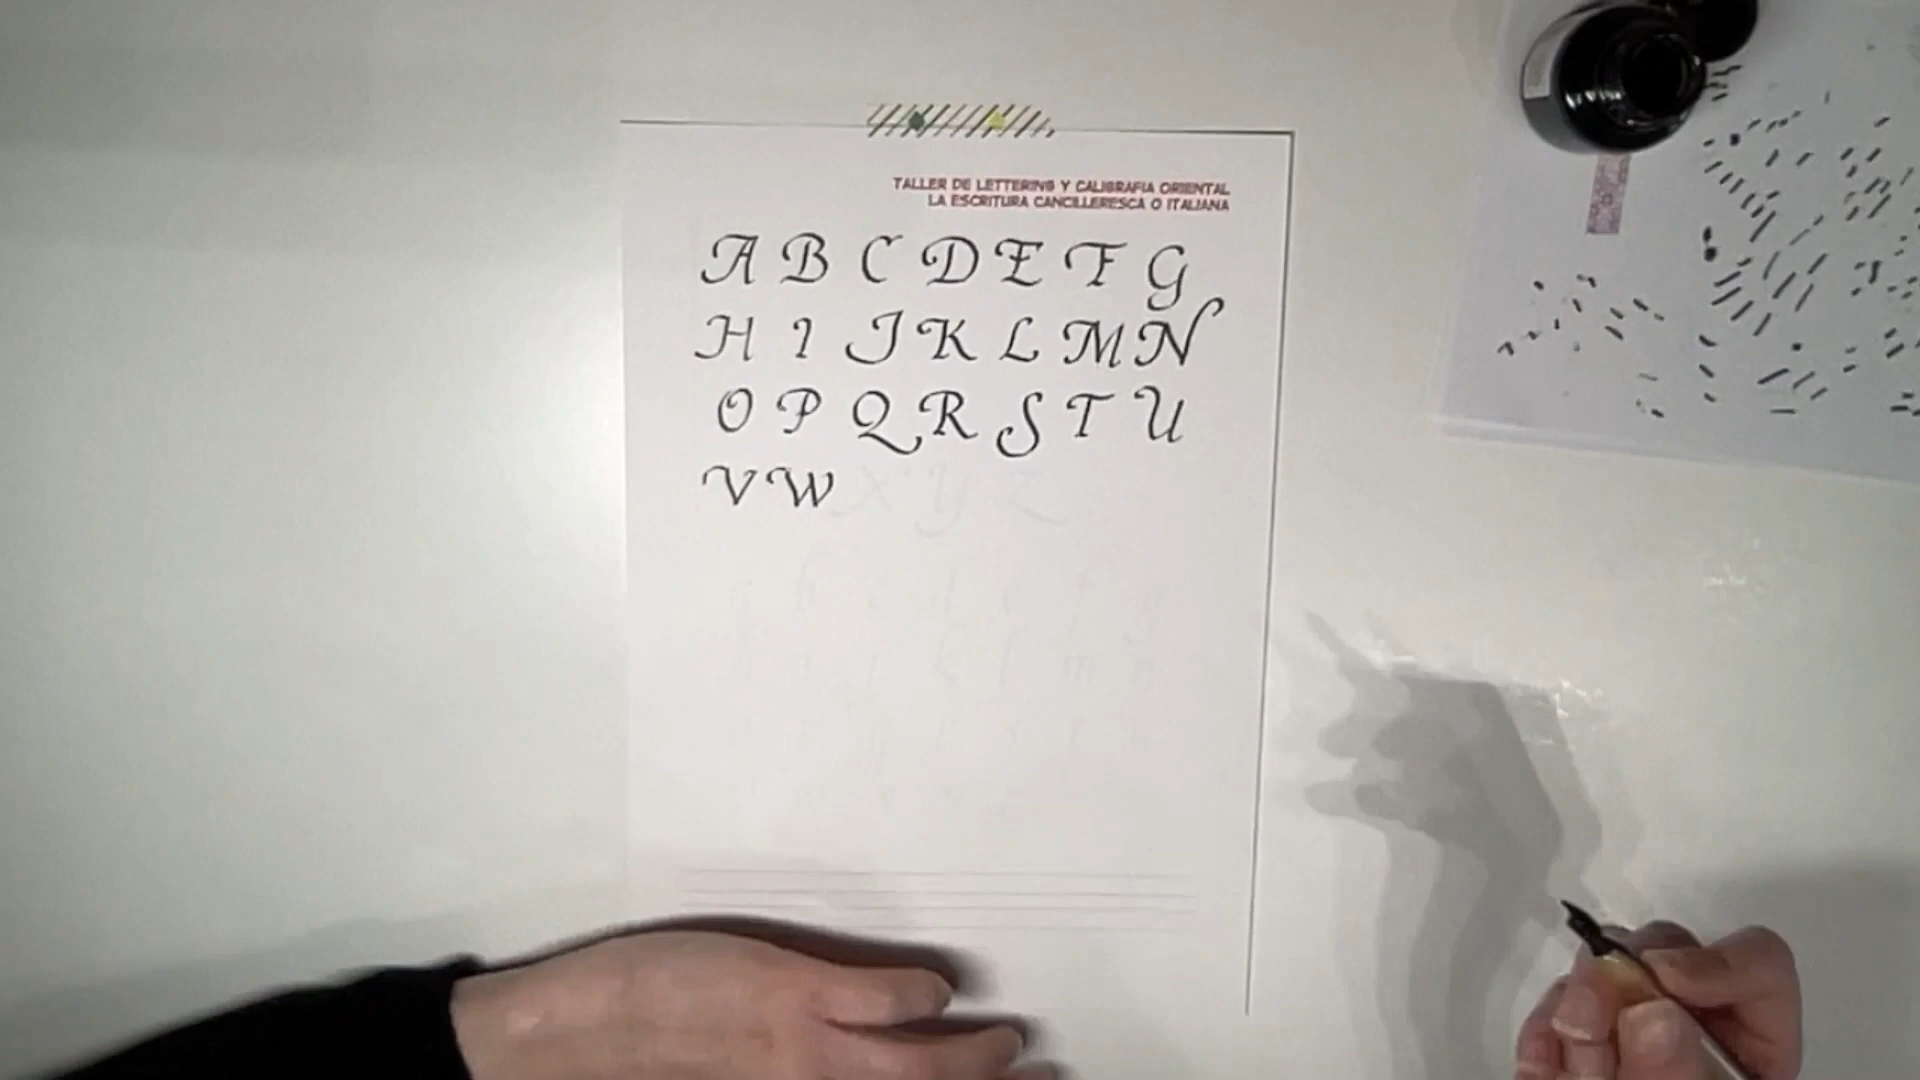 TALLER DE LETTERING Y CALIGRAFIA ORIENTAL
LA ESCRITURA CANCILLERESCA O ITALIANA
A B C D E F G
H I J K L M N
O P Q R S T U
V W X Y Z